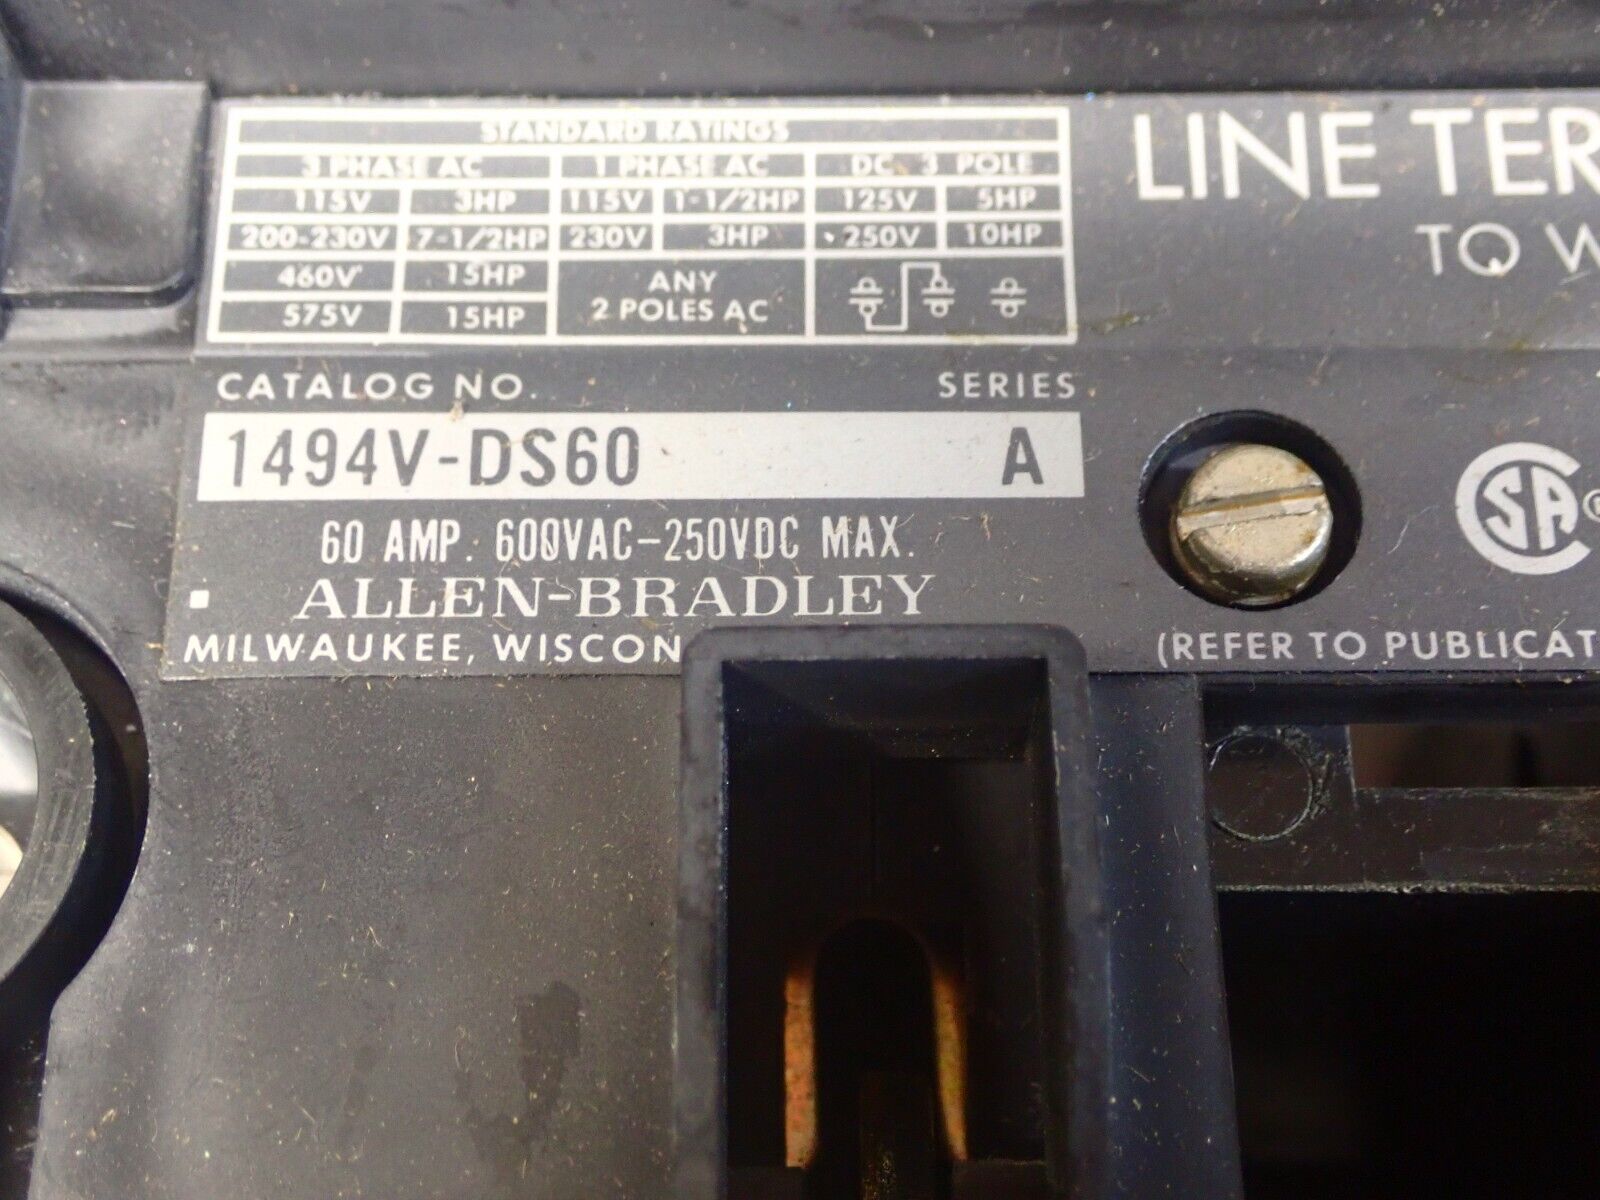 STANDARD RATINGS
3 PHASE AC 1 PHASE AC DC 3 POLE
115V 3HP 115V 1-1/2HP 125V 5HP
200-230V 7-1/2HP 230V 3HP 250V 10HP
460V 15HP ANY
575V 15HP 2 POLES AC
LINE TER
TO W
CATALOG NO. SERIES
1494V-DS60 A
60 AMP. 600VAC-250VDC MAX.
ALLEN-BRADLEY
MILWAUKEE, WISCON
CSA ®
(REFER TO PUBLICAT